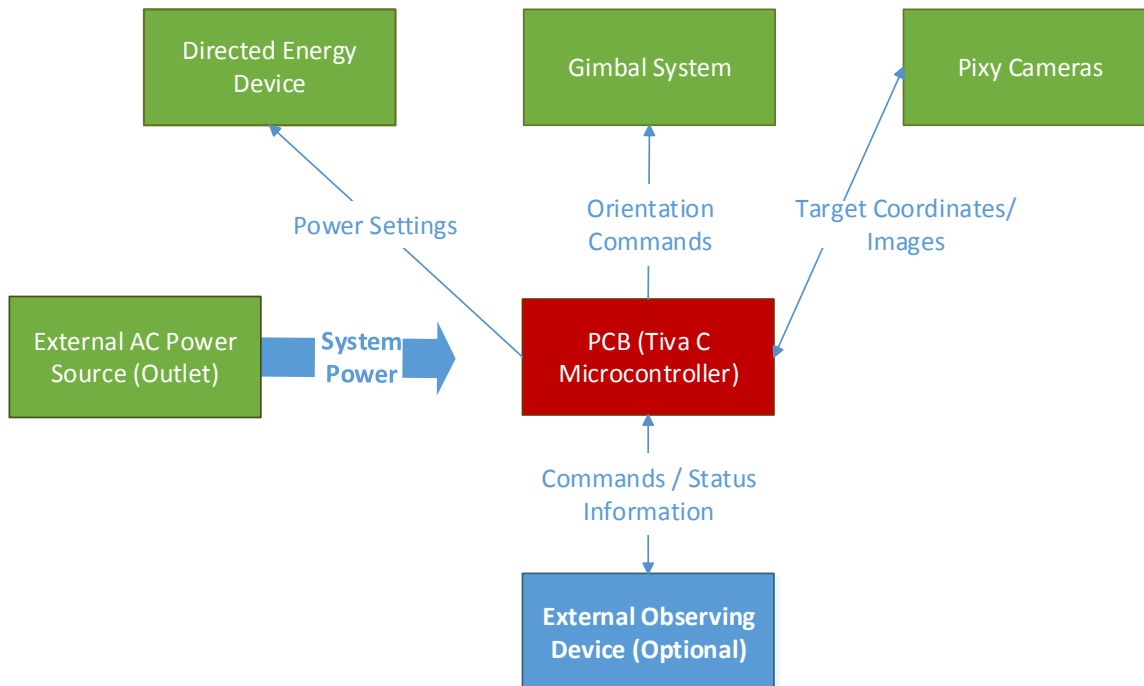 Directed Energy
Device
Gimbal System
Pixy Cameras
Power Settings
Orientation
Commands
Target Coordinates/
Images
External AC Power
Source (Outlet)
System
Power
PCB (Tiva C
Microcontroller)
Commands / Status
Information
External Observing
Device (Optional)